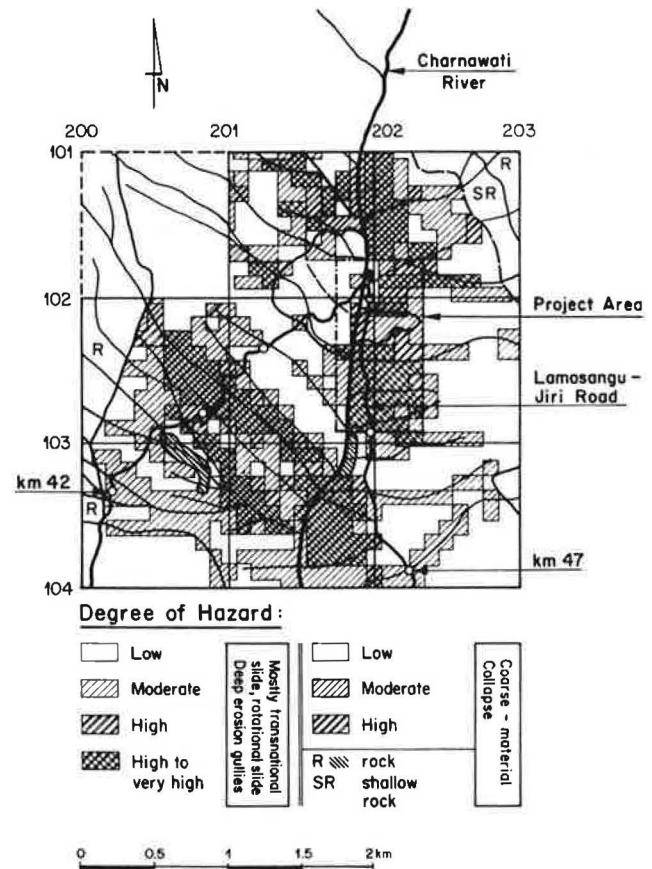 Charnawati
River
N
200 201 202 203
101
R
SR
102
Project Area
R
Lamosangu -
Jiri Road
103
km 42
R
km 47
104
Degree of Hazard :
Low
Moderate
High
High to
very high
Mostly transnational
slide, rotational slide
Deep erosion gullies
Low
Moderate
High
R rock
SR shallow
rock
Coarse - material
Collapse
0 0.5 1 1.5 2 km